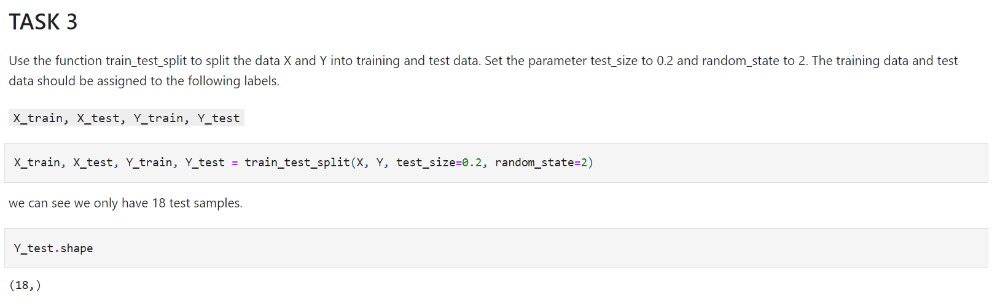 TASK 3
Use the function train_test_split to split the data X and Y into training and test data. Set the parameter test_size to 0.2 and random_state to 2. The training data and test
data should be assigned to the following labels.
X_train, X_test, Y_train, Y_test
X_train, X_test, Y_train, Y_test = train_test_split(X, Y, test_size=0.2, random_state=2)
we can see we only have 18 test samples.
Y_test.shape
(18,)